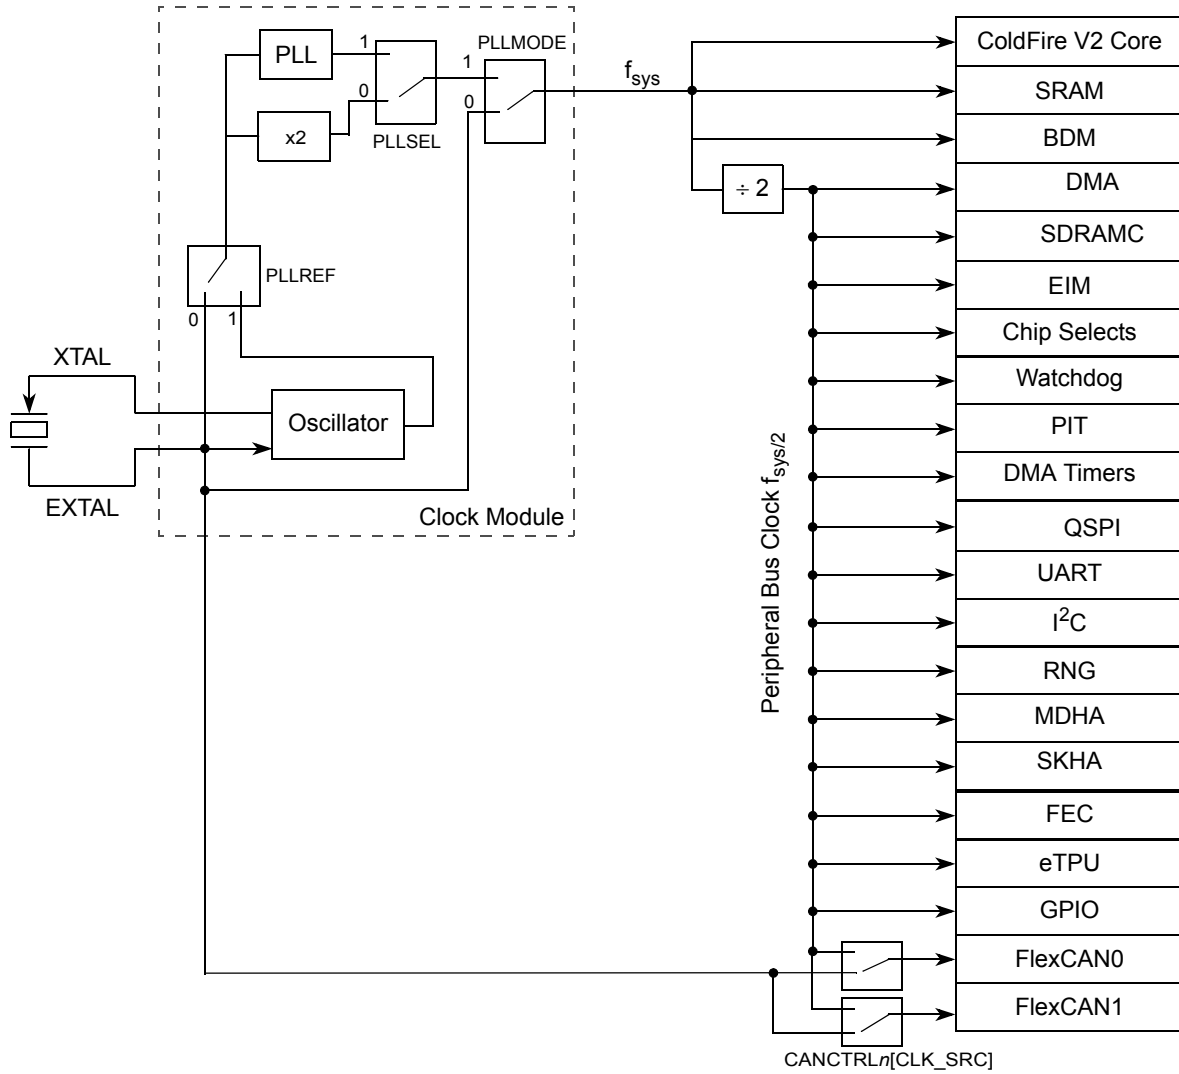 1
PLL
PLLMODE
ColdFire V2 Core
1
f_sys
0
0
SRAM
x2
PLLSEL
BDM
÷ 2
DMA
SDRAMC
PLLREF
EIM
0
1
Chip Selects
XTAL
Watchdog
Oscillator
PIT
DMA Timers
EXTAL
Clock Module
Peripheral Bus Clock f_sys/2
QSPI
UART
I²C
RNG
MDHA
SKHA
FEC
eTPU
GPIO
FlexCAN0
FlexCAN1
CANCTRLn[CLK_SRC]